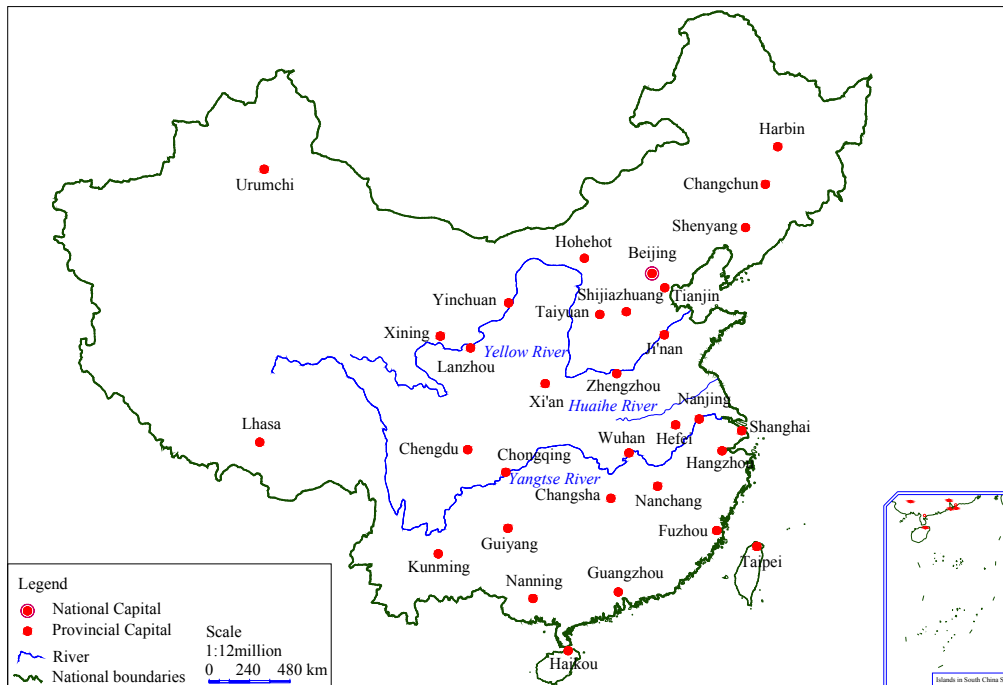 Harbin
Urumchi
Changchun
Shenyang
Hohehot
Beijing
Yinchuan
Shijiazhuang
Tianjin
Taiyuan
Xining
Ji'nan
Lanzhou
Yellow River
Zhengzhou
Xi'an
Huaihe River
Nanjing
Lhasa
Shanghai
Chengdu
Wuhan
Hefei
Chongqing
Hangzhou
Yangtse River
Changsha
Nanchang
Guiyang
Fuzhou
Kunming
Taipei
Nanning
Guangzhou
Haikou
Legend
National Capital
Provincial Capital
River
National boundaries
Scale
1:12million
0 240 480 km
Islands in South China S